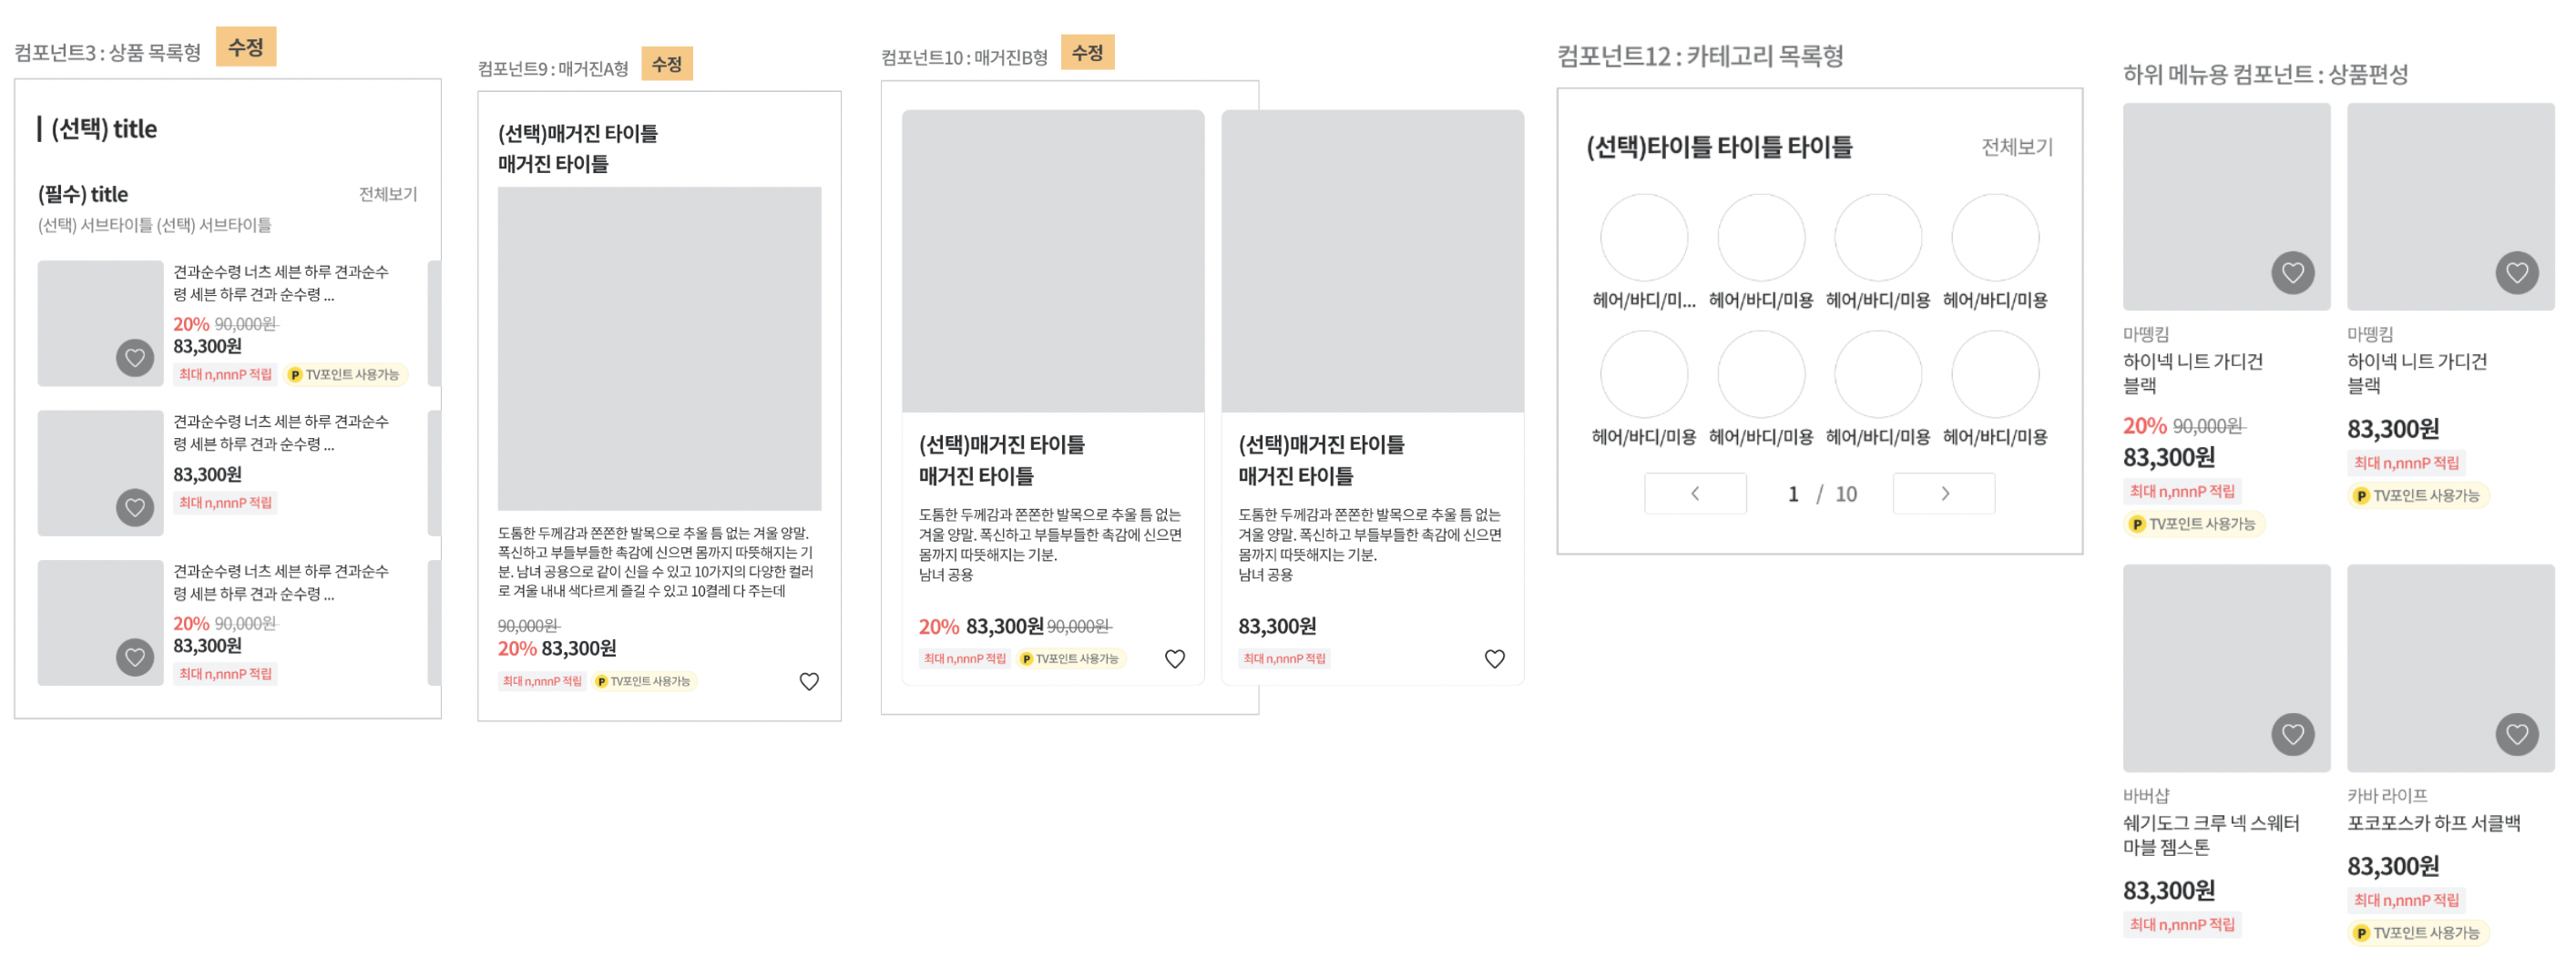 컴포넌트3 : 상품 목록형 수정
(선택) title
(필수) title 전체보기
(선택) 서브타이틀 (선택) 서브타이틀
견과순수령 너츠 세븐 하루 견과순수
령 세븐 하루 견과 순수령 ...
20% 90,000원
83,300원
최대 n,nnnP 적립 P TV포인트 사용가능
견과순수령 너츠 세븐 하루 견과순수
령 세븐 하루 견과 순수령 ...
83,300원
최대 n,nnnP 적립
견과순수령 너츠 세븐 하루 견과순수
령 세븐 하루 견과 순수령 ...
20% 90,000원
83,300원
최대 n,nnnP 적립
컴포넌트9 : 매거진A형 수정
(선택)매거진 타이틀
매거진 타이틀
도톰한 두께감과 쫀쫀한 발목으로 추울 틈 없는 겨울 양말.
폭신하고 부들부들한 촉감에 신으면 몸까지 따뜻해지는 기
분. 남녀 공용으로 같이 신을 수 있고 10가지의 다양한 컬러
로 겨울 내내 색다르게 즐길 수 있고 10켤레 다 주는데
90,000원
20% 83,300원
최대 n,nnnP 적립 P TV포인트 사용가능
컴포넌트10 : 매거진B형 수정
(선택)매거진 타이틀
매거진 타이틀
도톰한 두께감과 쫀쫀한 발목으로 추울 틈 없는
겨울 양말. 폭신하고 부들부들한 촉감에 신으면
몸까지 따뜻해지는 기분.
남녀 공용
20% 83,300원 90,000원
최대 n,nnnP 적립 P TV포인트 사용가능
(선택)매거진 타이틀
매거진 타이틀
도톰한 두께감과 쫀쫀한 발목으로 추울 틈 없는
겨울 양말. 폭신하고 부들부들한 촉감에 신으면
몸까지 따뜻해지는 기분.
남녀 공용
83,300원
최대 n,nnnP 적립
컴포넌트12 : 카테고리 목록형
(선택)타이틀 타이틀 타이틀 전체보기
헤어/바디/미... 헤어/바디/미용 헤어/바디/미용 헤어/바디/미용
헤어/바디/미용 헤어/바디/미용 헤어/바디/미용 헤어/바디/미용
< 1 / 10 >
하위 메뉴용 컴포넌트 : 상품편성
마뗑킴
하이넥 니트 가디건
블랙
20% 90,000원
83,300원
최대 n,nnnP 적립
P TV포인트 사용가능
마뗑킴
하이넥 니트 가디건
블랙
83,300원
최대 n,nnnP 적립
P TV포인트 사용가능
바버샵
쉐기도그 크루 넥 스웨터
마블 젬스톤
83,300원
최대 n,nnnP 적립
카바 라이프
포코포스카 하프 서클백
83,300원
최대 n,nnnP 적립
P TV포인트 사용가능